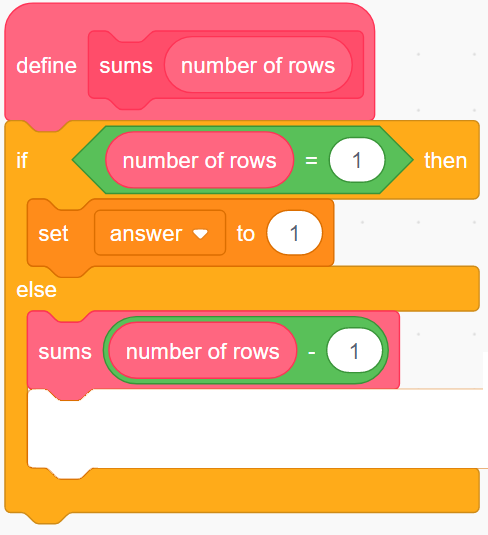 define sums number of rows
if number of rows = 1 then
set answer to 1
else
sums number of rows - 1